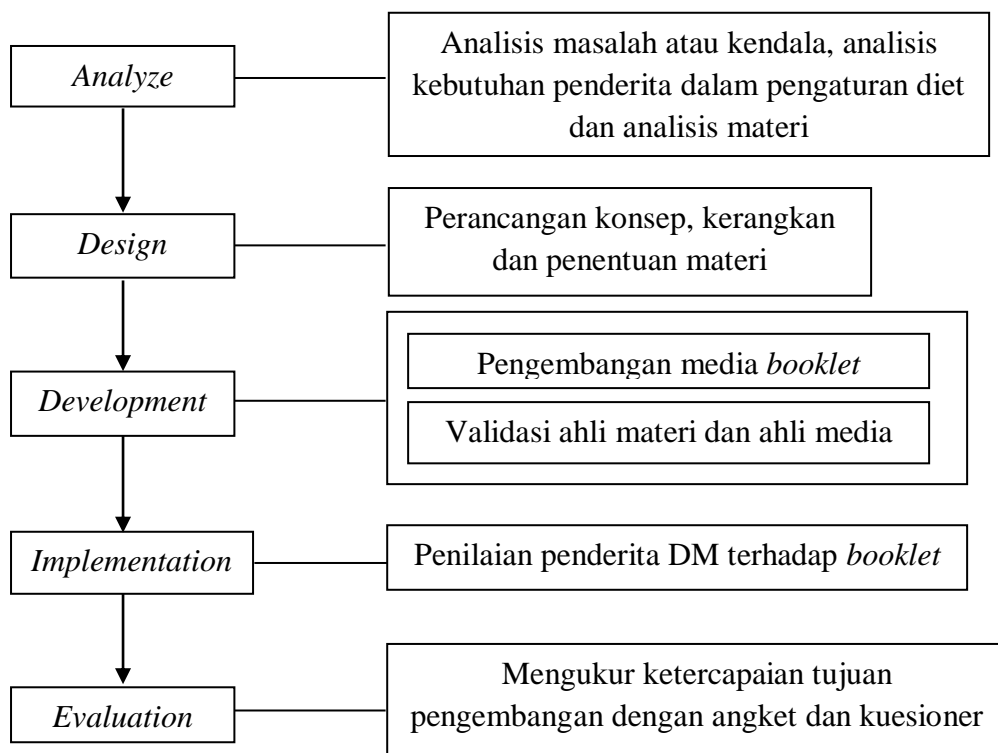 Analyze
Analisis masalah atau kendala, analisis
kebutuhan penderita dalam pengaturan diet
dan analisis materi
Design
Perancangan konsep, kerangkan
dan penentuan materi
Development
Pengembangan media booklet
Validasi ahli materi dan ahli media
Implementation
Penilaian penderita DM terhadap booklet
Evaluation
Mengukur ketercapaian tujuan
pengembangan dengan angket dan kuesioner